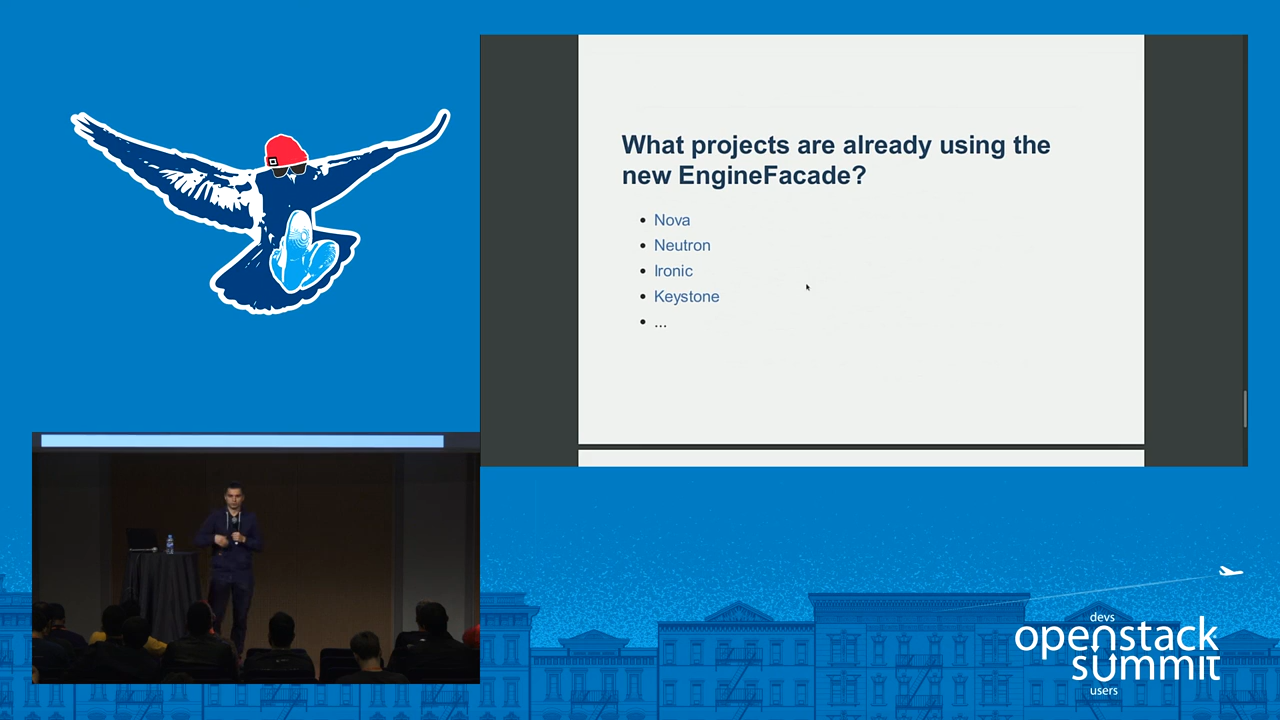 What projects are already using the
new EngineFacade?
• Nova
• Neutron
• Ironic
• Keystone
• ...
devs
openstack
summit
users